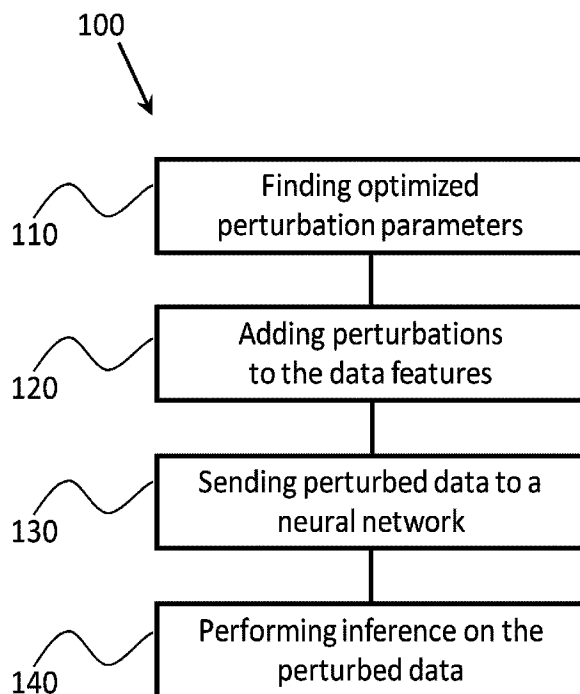 100
Finding optimized
perturbation parameters
110
Adding perturbations
to the data features
120
Sending perturbed data to a
neural network
130
Performing inference on the
perturbed data
140